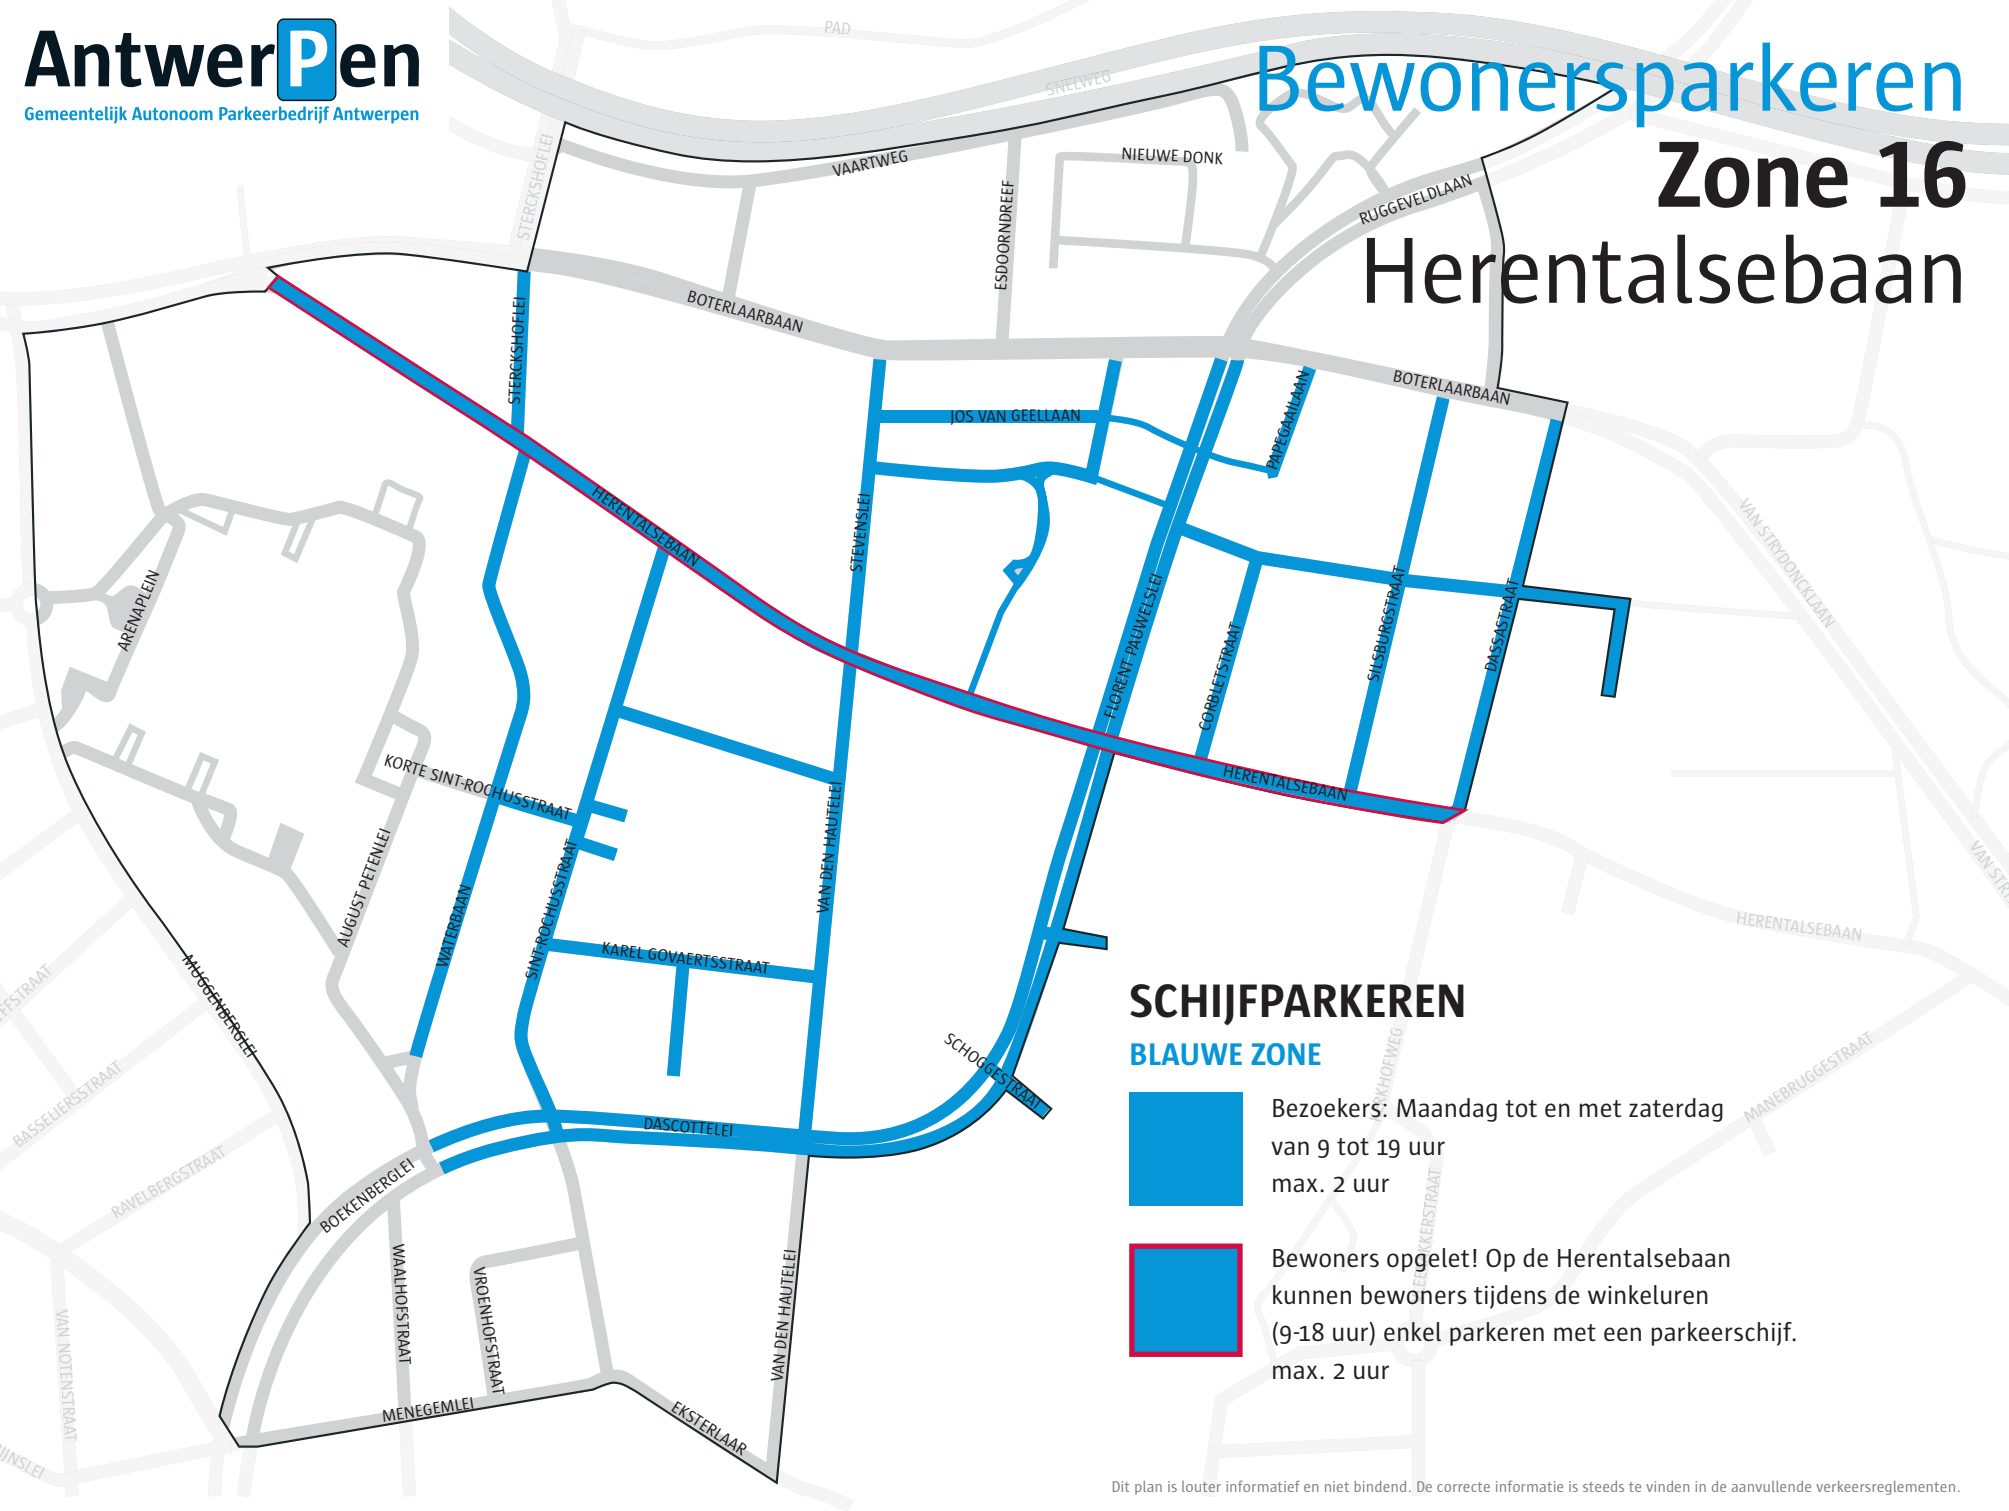 AntwerPen
Gemeentelijk Autonoom Parkeerbedrijf Antwerpen
Bewonersparkeren
Zone 16
Herentalsebaan
PAD
SNELWEG
STERCKSHOFLEI
VAARTWEG
NIEUWE DONK
ESDOORNDREEF
RUGGEVELDLAAN
BOTERLAARBAAN
STERCKSHOFLEI
JOS VAN GEELLAAN
PAPEGAAILAAN
BOTERLAARBAAN
HERENTALSEBAAN
STEVENSLEI
VAN STRYDONCKLAAN
ARENAPLEIN
FLORENT PAUWELSLEI
CORBLETSTRAAT
SILSBURGSTRAAT
DASSASTRAAT
KORTE SINT-ROCHUSSTRAAT
HERENTALSEBAAN
AUGUST PETENLEI
WATERBAAN
SINT-ROCHUSSTRAAT
VAN DEN HAUTELEI
VAN STR
HERENTALSEBAAN
KAREL GOVAERTSSTRAAT
MUGGENBERGLEI
SCHOGGESTRAAT
BASSELIERSSTRAAT
MANEBRUGGESTRAAT
RAVELBERGSTRAAT
DASCOTTELEI
BOEKENBERGLEI
WAALHOFSTRAAT
VROENHOFSTRAAT
VAN DEN HAUTELEI
VAN NOTENSTRAAT
MENEGEMLEI
EKSTERLAAR
IJNSLEI
SCHIJFPARKEREN
BLAUWE ZONE
Bezoekers: Maandag tot en met zaterdag
van 9 tot 19 uur
max. 2 uur
Bewoners opgelet! Op de Herentalsebaan
kunnen bewoners tijdens de winkeluren
(9-18 uur) enkel parkeren met een parkeerschijf.
max. 2 uur
Dit plan is louter informatief en niet bindend. De correcte informatie is steeds te vinden in de aanvullende verkeersreglementen.